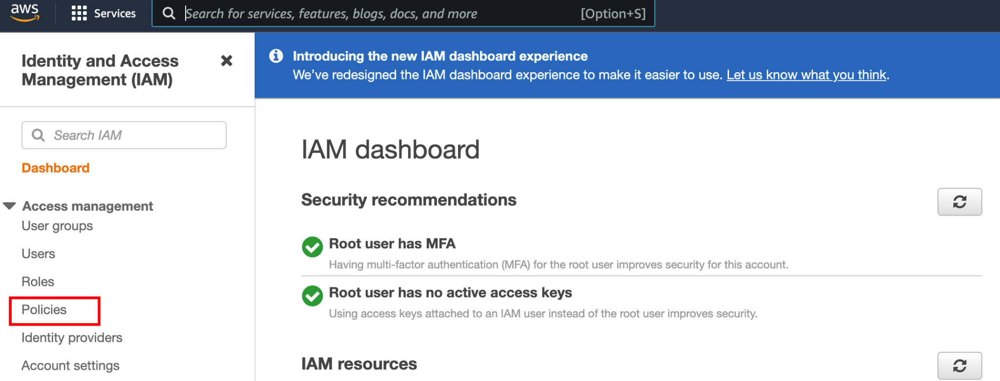 aws
Services
Search for services, features, blogs, docs, and more
[Option+S]
Identity and Access
Management (IAM)
Introducing the new IAM dashboard experience
We've redesigned the IAM dashboard experience to make it easier to use. Let us know what you think.
Search IAM
Dashboard
Access management
User groups
Users
Roles
Policies
Identity providers
Account settings
IAM dashboard
Security recommendations
Root user has MFA
Having multi-factor authentication (MFA) for the root user improves security for this account.
Root user has no active access keys
Using access keys attached to an IAM user instead of the root user improves security.
IAM resources